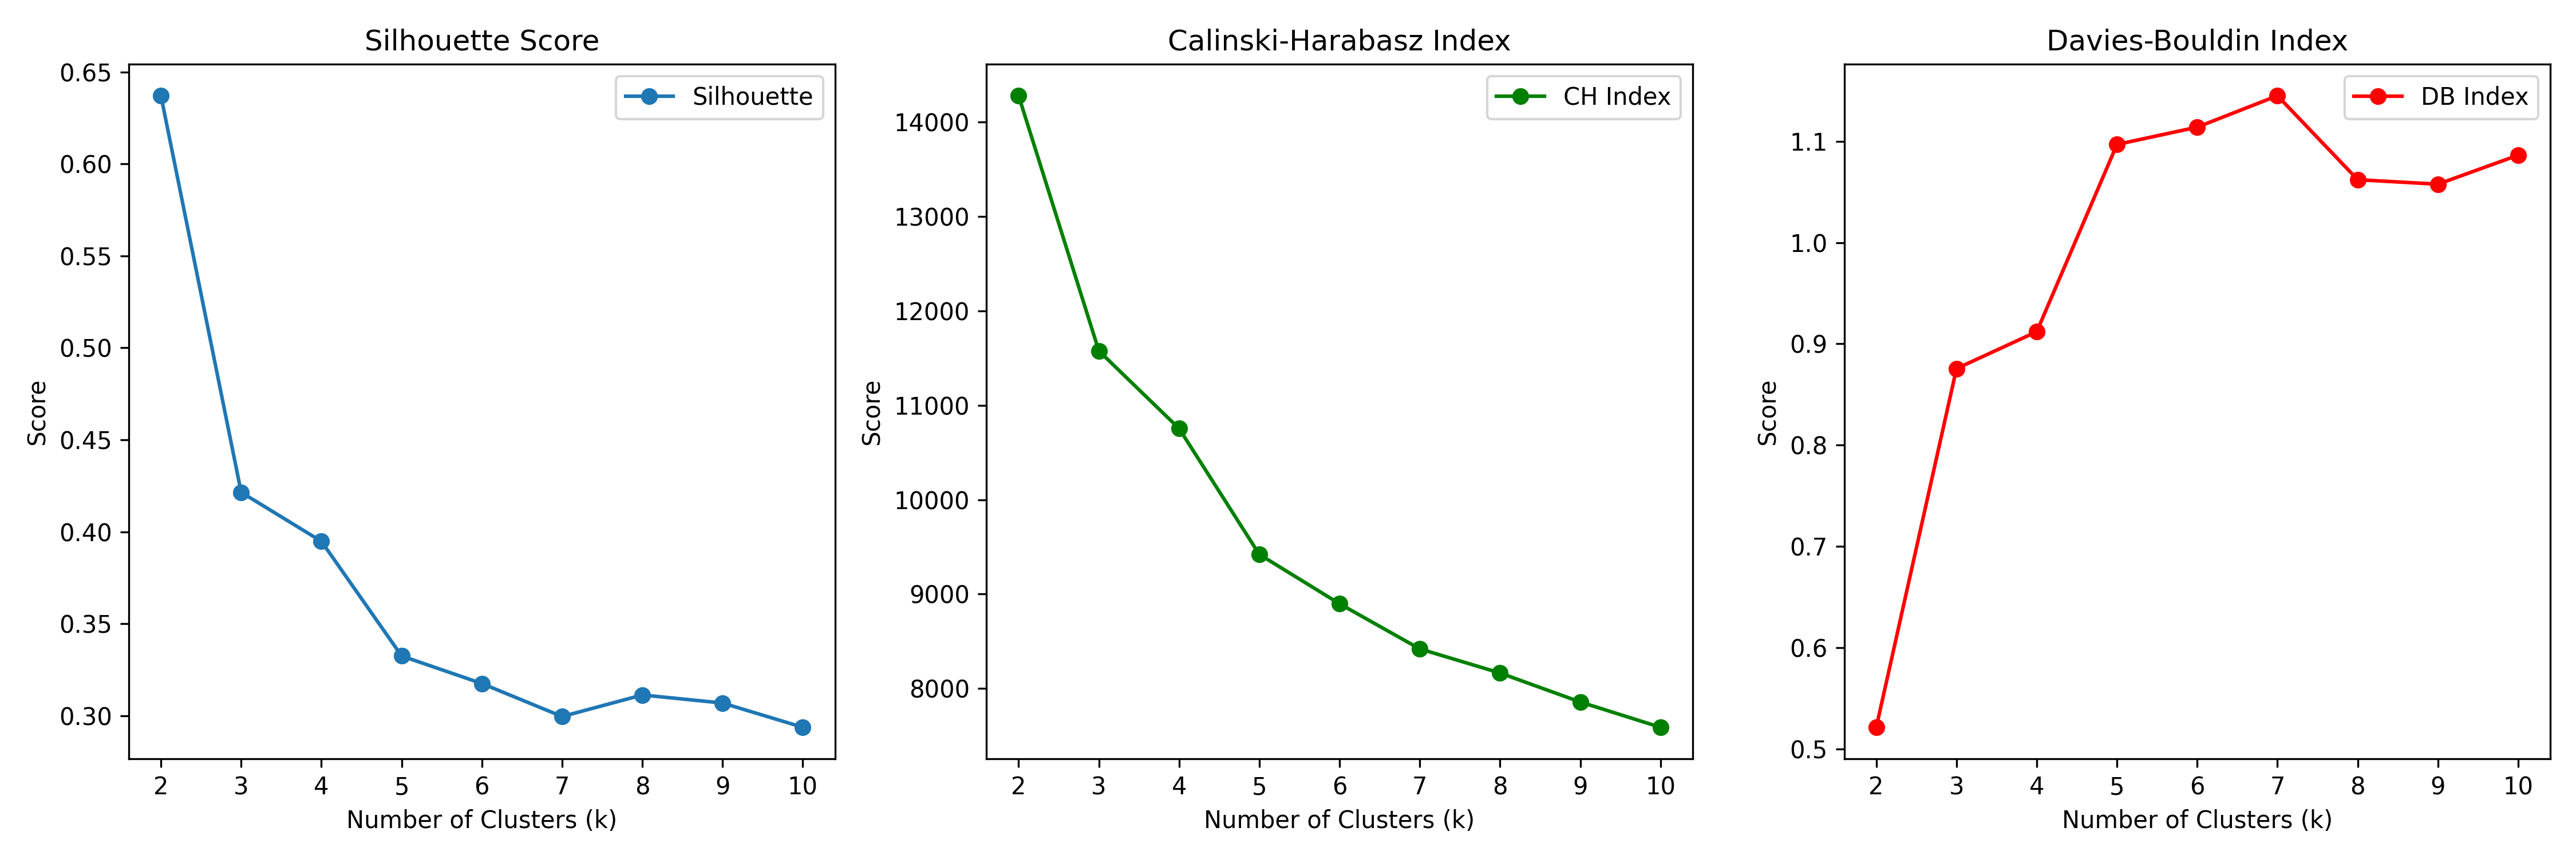 Silhouette Score
Silhouette
0.65
0.60
0.55
0.50
0.45
0.40
0.35
0.30
Score
2 3 4 5 6 7 8 9 10
Number of Clusters (k)
Calinski-Harabasz Index
CH Index
14000
13000
12000
11000
10000
9000
8000
Score
2 3 4 5 6 7 8 9 10
Number of Clusters (k)
Davies-Bouldin Index
DB Index
1.1
1.0
0.9
0.8
0.7
0.6
0.5
Score
2 3 4 5 6 7 8 9 10
Number of Clusters (k)